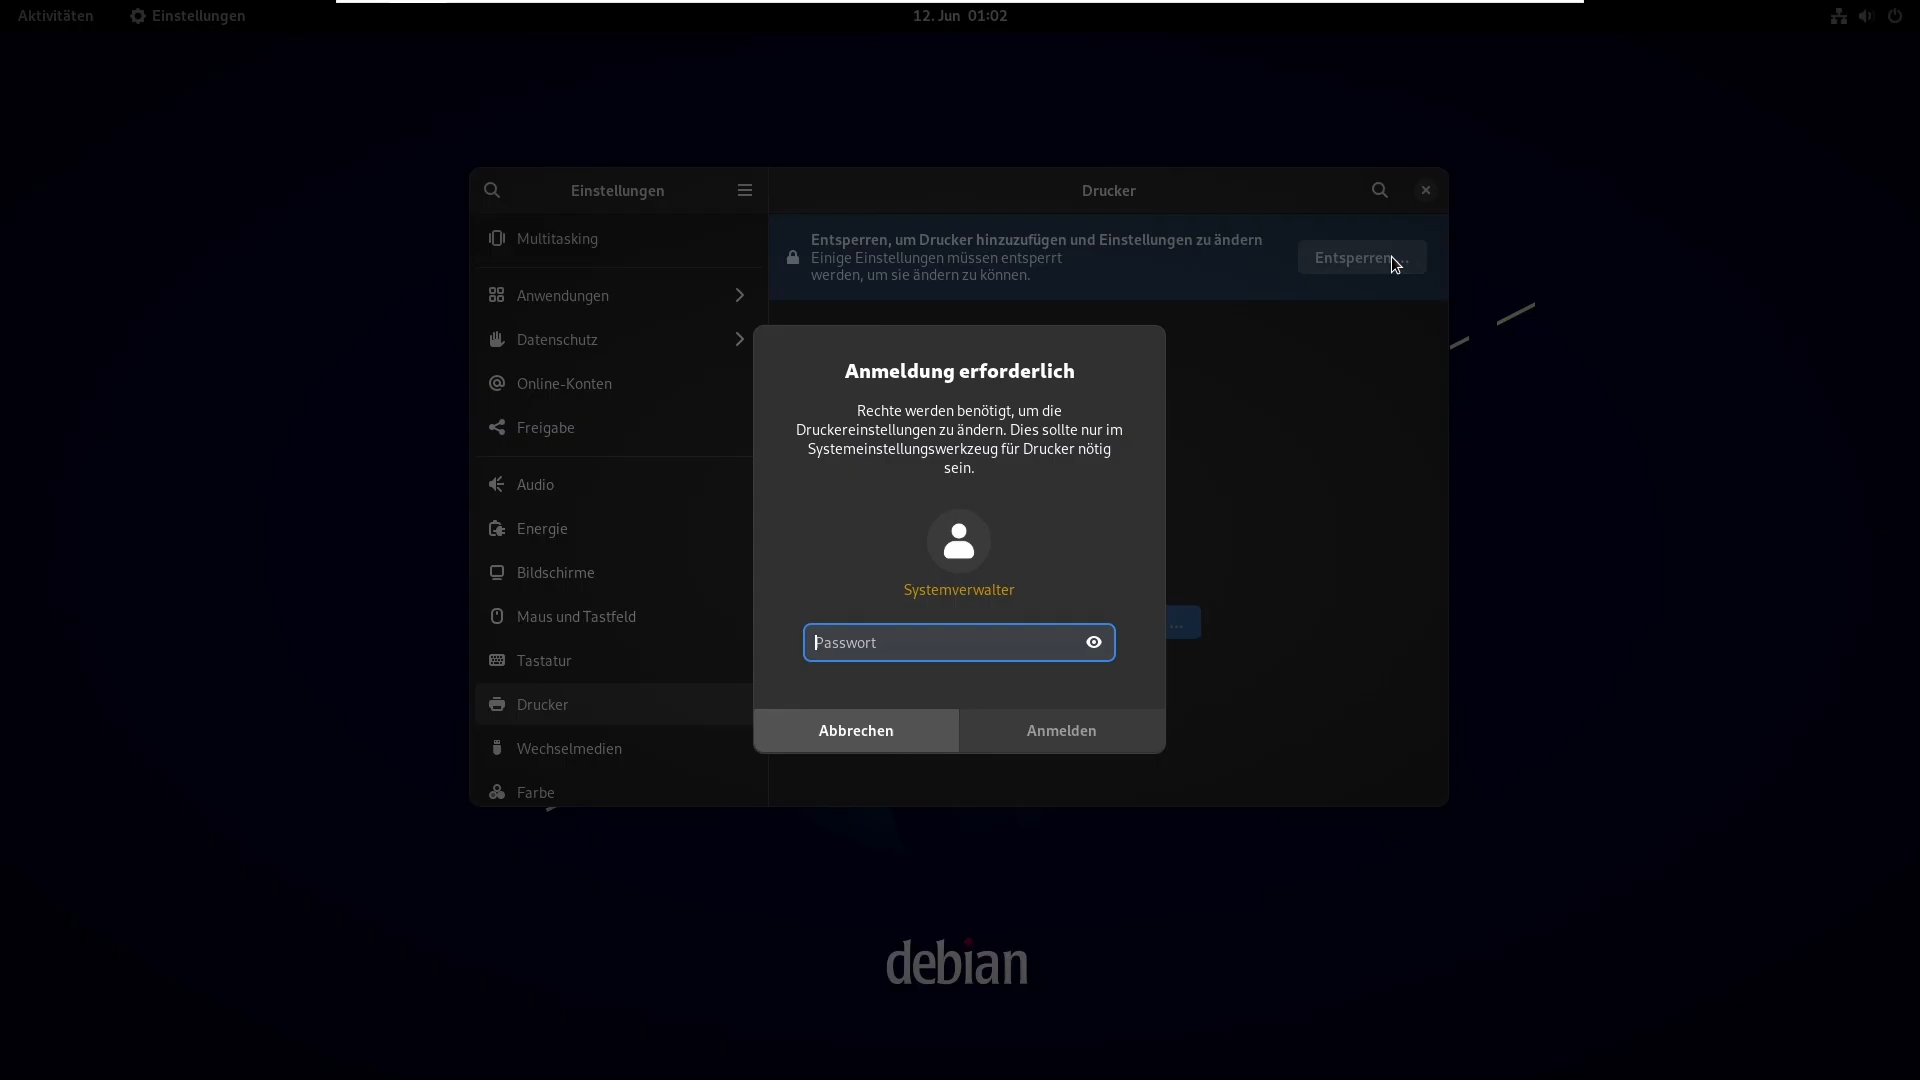 Aktivitäten
Einstellungen
12. Jun 01:02
Einstellungen
Drucker
Multitasking
Anwendungen
Datenschutz
Online-Konten
Freigabe
Audio
Energie
Bildschirme
Maus und Tastfeld
Tastatur
Drucker
Wechselmedien
Farbe
Entsperren, um Drucker hinzuzufügen und Einstellungen zu ändern
Einige Einstellungen müssen entsperrt
werden, um sie ändern zu können.
Entsperren …
Anmeldung erforderlich
Rechte werden benötigt, um die
Druckereinstellungen zu ändern. Dies sollte nur im
Systemeinstellungswerkzeug für Drucker nötig
sein.
Systemverwalter
Passwort
…
Abbrechen
Anmelden
debian